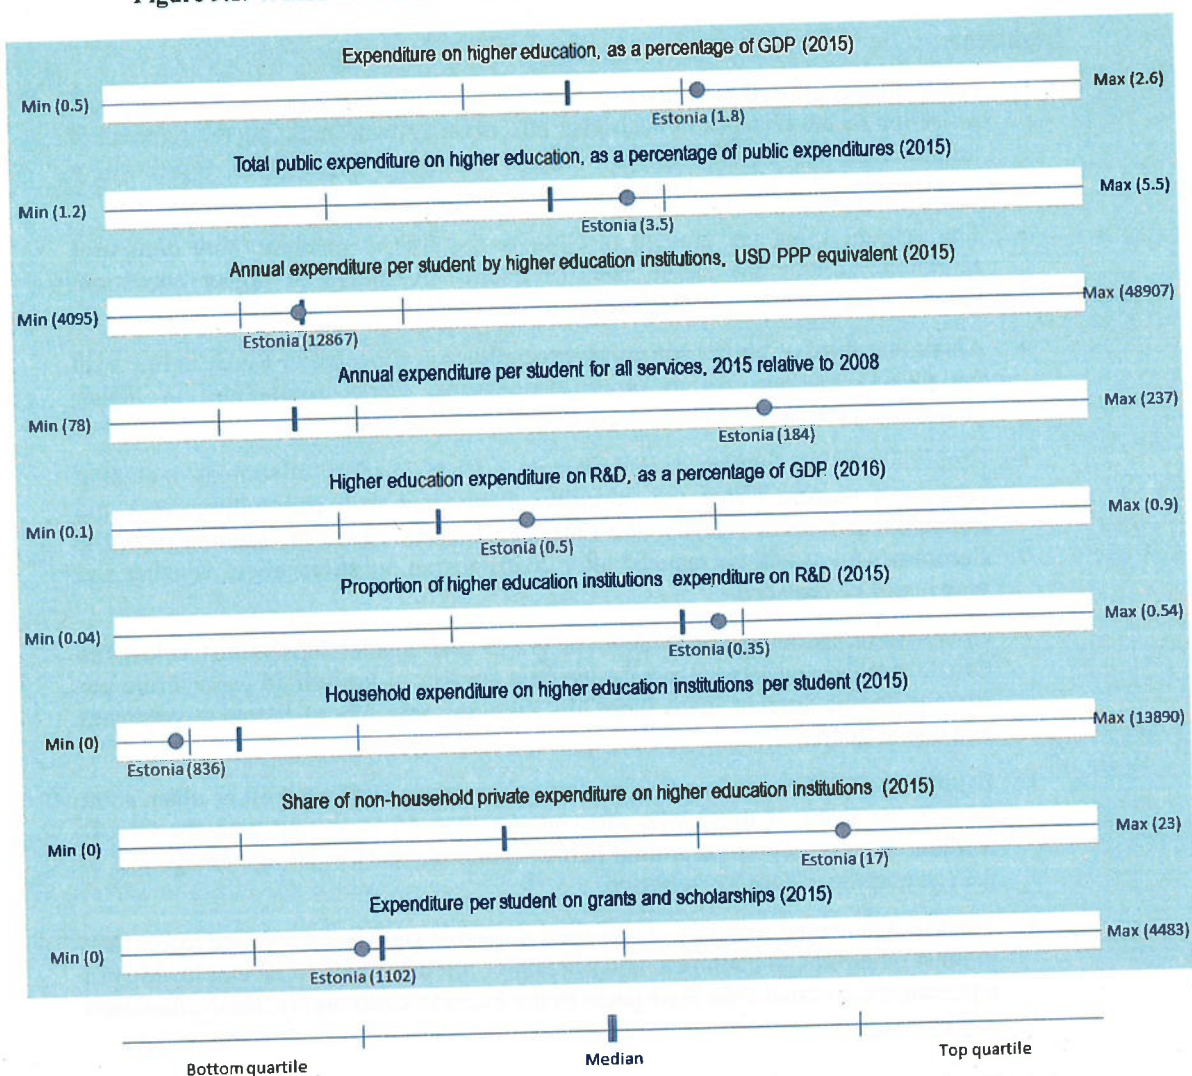 Expenditure on higher education, as a percentage of GDP (2015)
Min (0.5) Max (2.6)
Estonia (1.8)
Total public expenditure on higher education, as a percentage of public expenditures (2015)
Min (1.2) Max (5.5)
Estonia (3.5)
Annual expenditure per student by higher education institutions, USD PPP equivalent (2015)
Min (4095) Max (48907)
Estonia (12867)
Annual expenditure per student for all services, 2015 relative to 2008
Min (78) Max (237)
Estonia (184)
Higher education expenditure on R&D, as a percentage of GDP (2016)
Min (0.1) Max (0.9)
Estonia (0.5)
Proportion of higher education institutions expenditure on R&D (2015)
Min (0.04) Max (0.54)
Estonia (0.35)
Household expenditure on higher education institutions per student (2015)
Min (0) Max (13890)
Estonia (836)
Share of non-household private expenditure on higher education institutions (2015)
Min (0) Max (23)
Estonia (17)
Expenditure per student on grants and scholarships (2015)
Min (0) Max (4483)
Estonia (1102)
Bottom quartile Median Top quartile